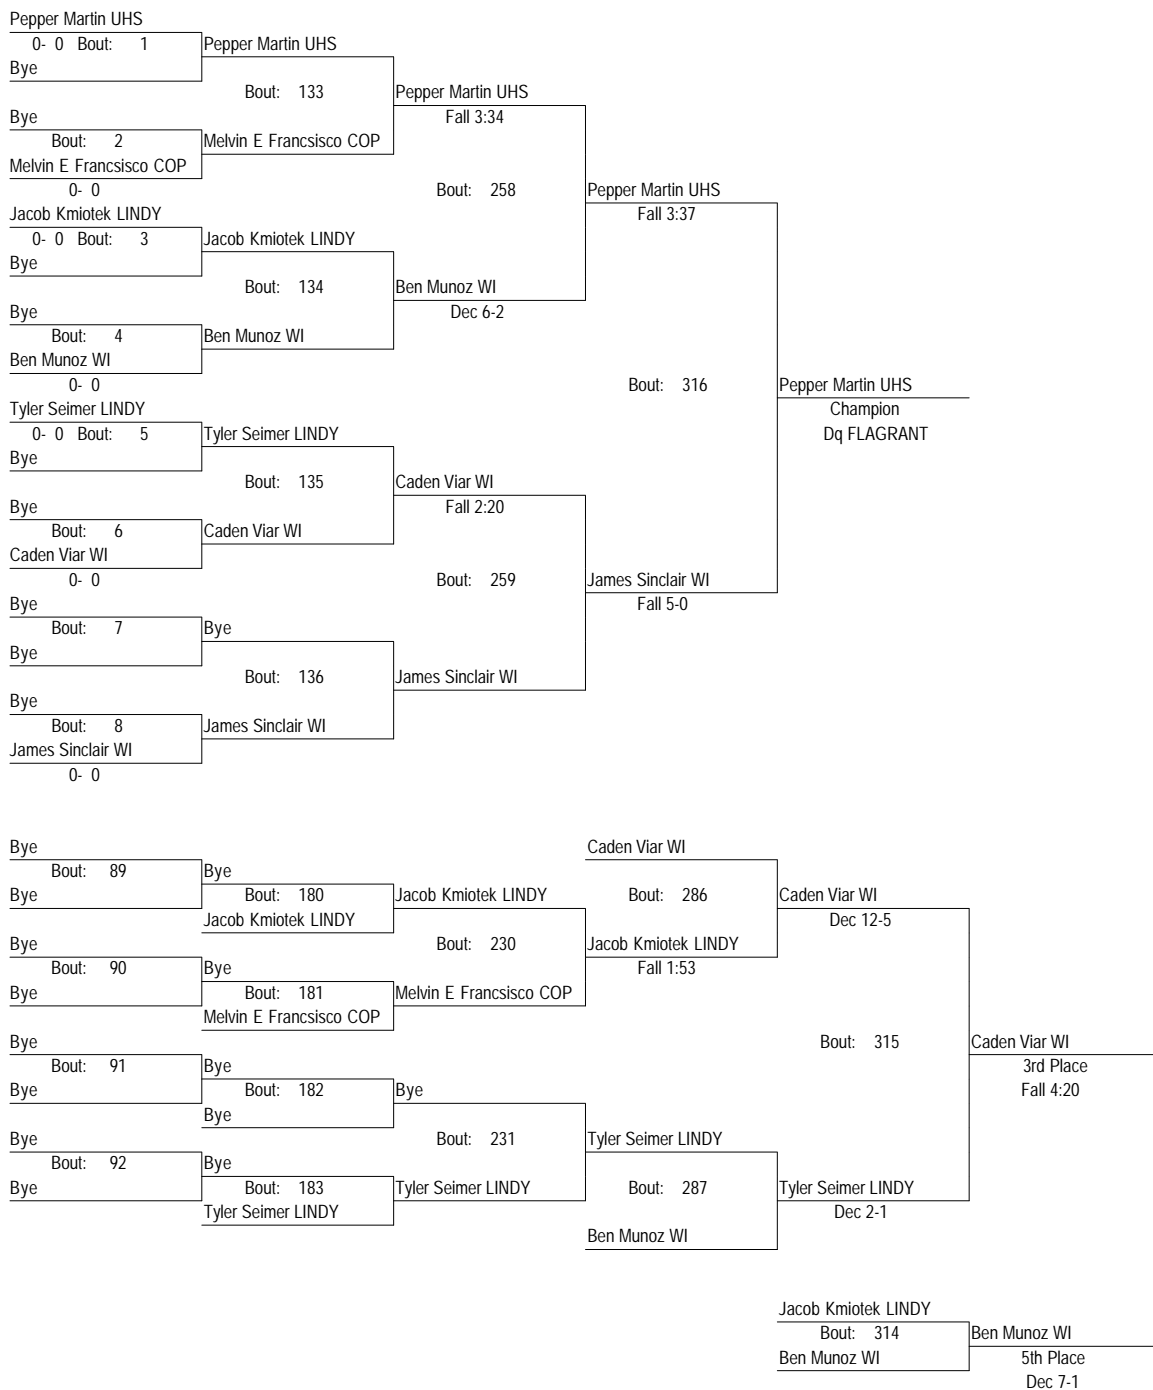 Pepper Martin UHS
0- 0 Bout: 1 Pepper Martin UHS
Bye
Bout: 133 Pepper Martin UHS
Bye Fall 3:34
Bout: 2 Melvin E Francsisco COP
Melvin E Francsisco COP
0- 0 Bout: 258 Pepper Martin UHS
Jacob Kmiotek LINDY Fall 3:37
0- 0 Bout: 3 Jacob Kmiotek LINDY
Bye
Bout: 134 Ben Munoz WI
Bye Dec 6-2
Bout: 4 Ben Munoz WI
Ben Munoz WI
0- 0 Bout: 316 Pepper Martin UHS
Tyler Seimer LINDY Champion
0- 0 Bout: 5 Tyler Seimer LINDY Dq FLAGRANT
Bye
Bout: 135 Caden Viar WI
Bye Fall 2:20
Bout: 6 Caden Viar WI
Caden Viar WI
0- 0 Bout: 259 James Sinclair WI
Bye Fall 5-0
Bout: 7 Bye
Bye
Bout: 136 James Sinclair WI
Bye
Bout: 8 James Sinclair WI
James Sinclair WI
0- 0
Bye Caden Viar WI
Bout: 89 Bye
Bye Bout: 180 Jacob Kmiotek LINDY Bout: 286 Caden Viar WI
Jacob Kmiotek LINDY Dec 12-5
Bye Bout: 230 Jacob Kmiotek LINDY
Bout: 90 Bye Fall 1:53
Bye Bout: 181 Melvin E Francsisco COP
Melvin E Francsisco COP
Bye Bout: 315 Caden Viar WI
Bout: 91 Bye 3rd Place
Bye Bout: 182 Bye Fall 4:20
Bye
Bye Bout: 231 Tyler Seimer LINDY
Bout: 92 Bye
Bye Bout: 183 Tyler Seimer LINDY Bout: 287 Tyler Seimer LINDY
Tyler Seimer LINDY Dec 2-1
Ben Munoz WI
Jacob Kmiotek LINDY
Bout: 314 Ben Munoz WI
Ben Munoz WI 5th Place
Dec 7-1